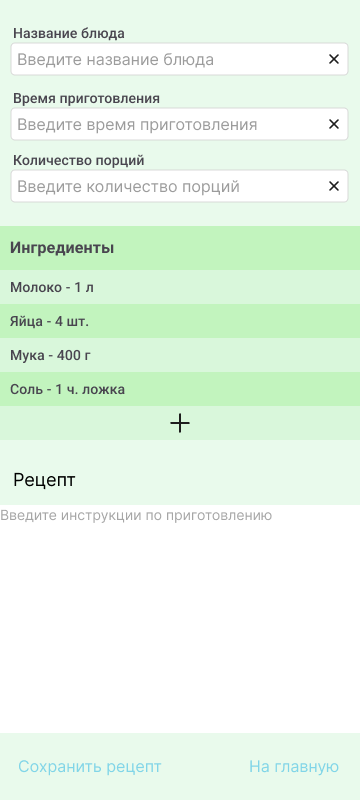 Название блюда
Введите название блюда
Время приготовления
Введите время приготовления
Количество порций
Введите количество порций
Ингредиенты
Молоко - 1 л
Яйца - 4 шт.
Мука - 400 г
Соль - 1 ч. ложка
Рецепт
Введите инструкции по приготовлению
Сохранить рецепт
На главную